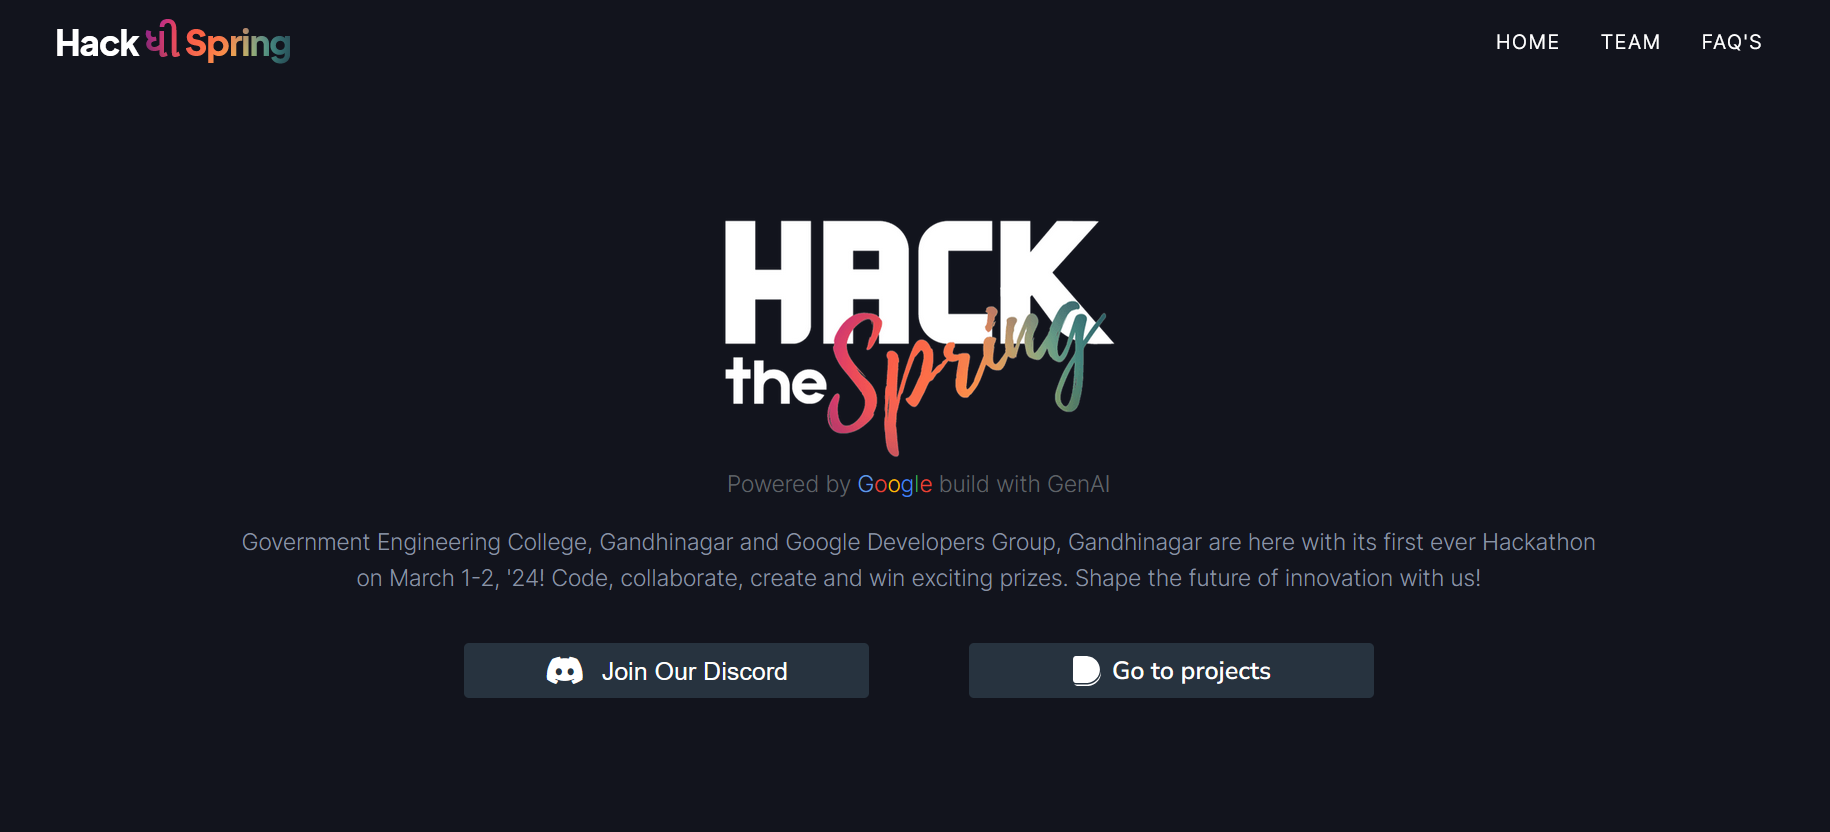 Hack ધી Spring
HOME TEAM FAQ'S
HACK
the Spring
Powered by Google build with GenAI
Government Engineering College, Gandhinagar and Google Developers Group, Gandhinagar are here with its first ever Hackathon
on March 1-2, '24! Code, collaborate, create and win exciting prizes. Shape the future of innovation with us!
Join Our Discord
Go to projects